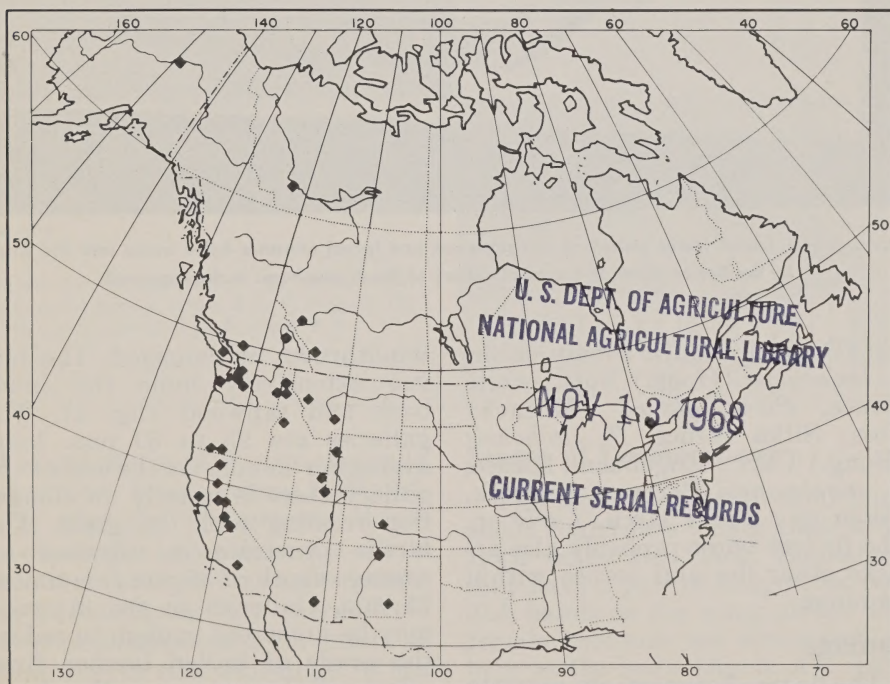 160 140 120 100 80 60 40 60
60
50 50
U. S. DEPT. OF AGRICULTURE
NATIONAL AGRICULTURAL LIBRARY
NOV 13 1968
40 40
CURRENT SERIAL RECORDS
30 30
130 120 110 100 90 80 70